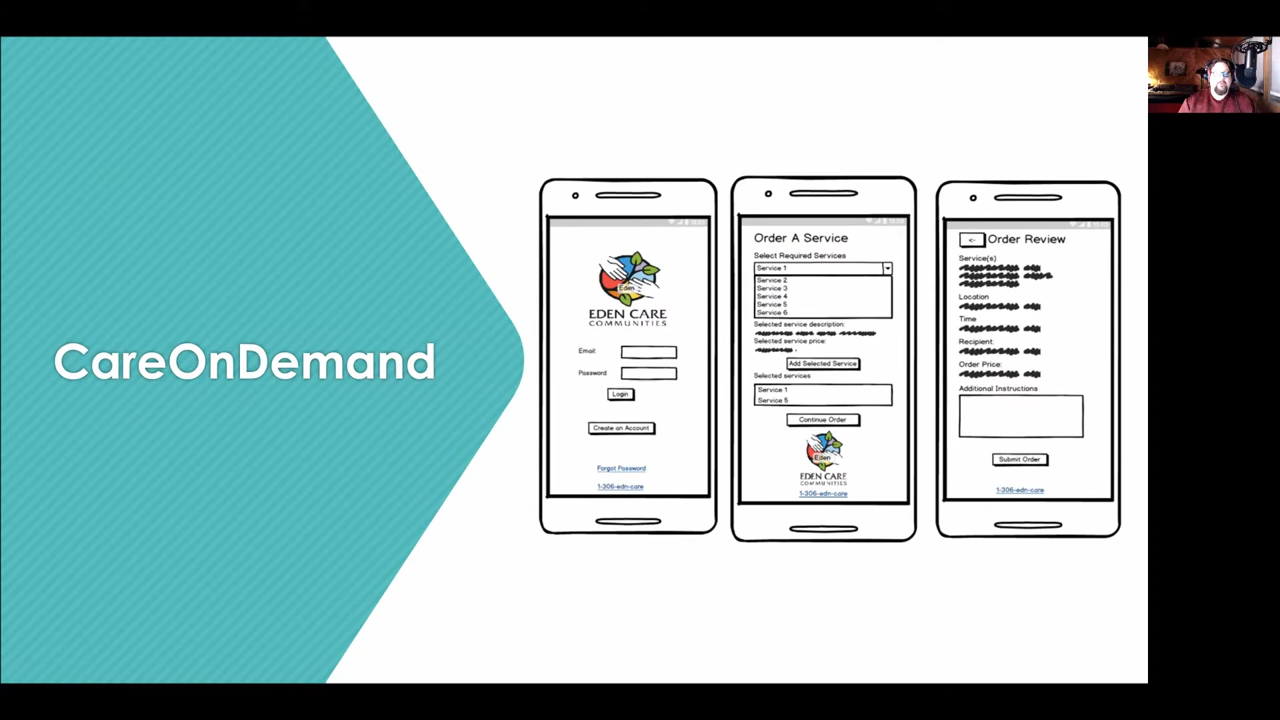 CareOnDemand
Eden
EDEN CARE
COMMUNITIES
Email:
Password
Login
Create an Account
Forgot Password
1-306-edn-care
Order A Service
Select Required Services
Service 1
Service 2
Service 3
Service 4
Service 5
Service 6
Selected service description:
Selected service price:
Add Selected Service
Selected services
Service 1
Service 5
Continue Order
Eden
EDEN CARE
COMMUNITIES
1-306-edn-care
<- Order Review
Service(s)
Location
Time
Recipient:
Order Price:
Additional Instructions
Submit Order
1-306-edn-care